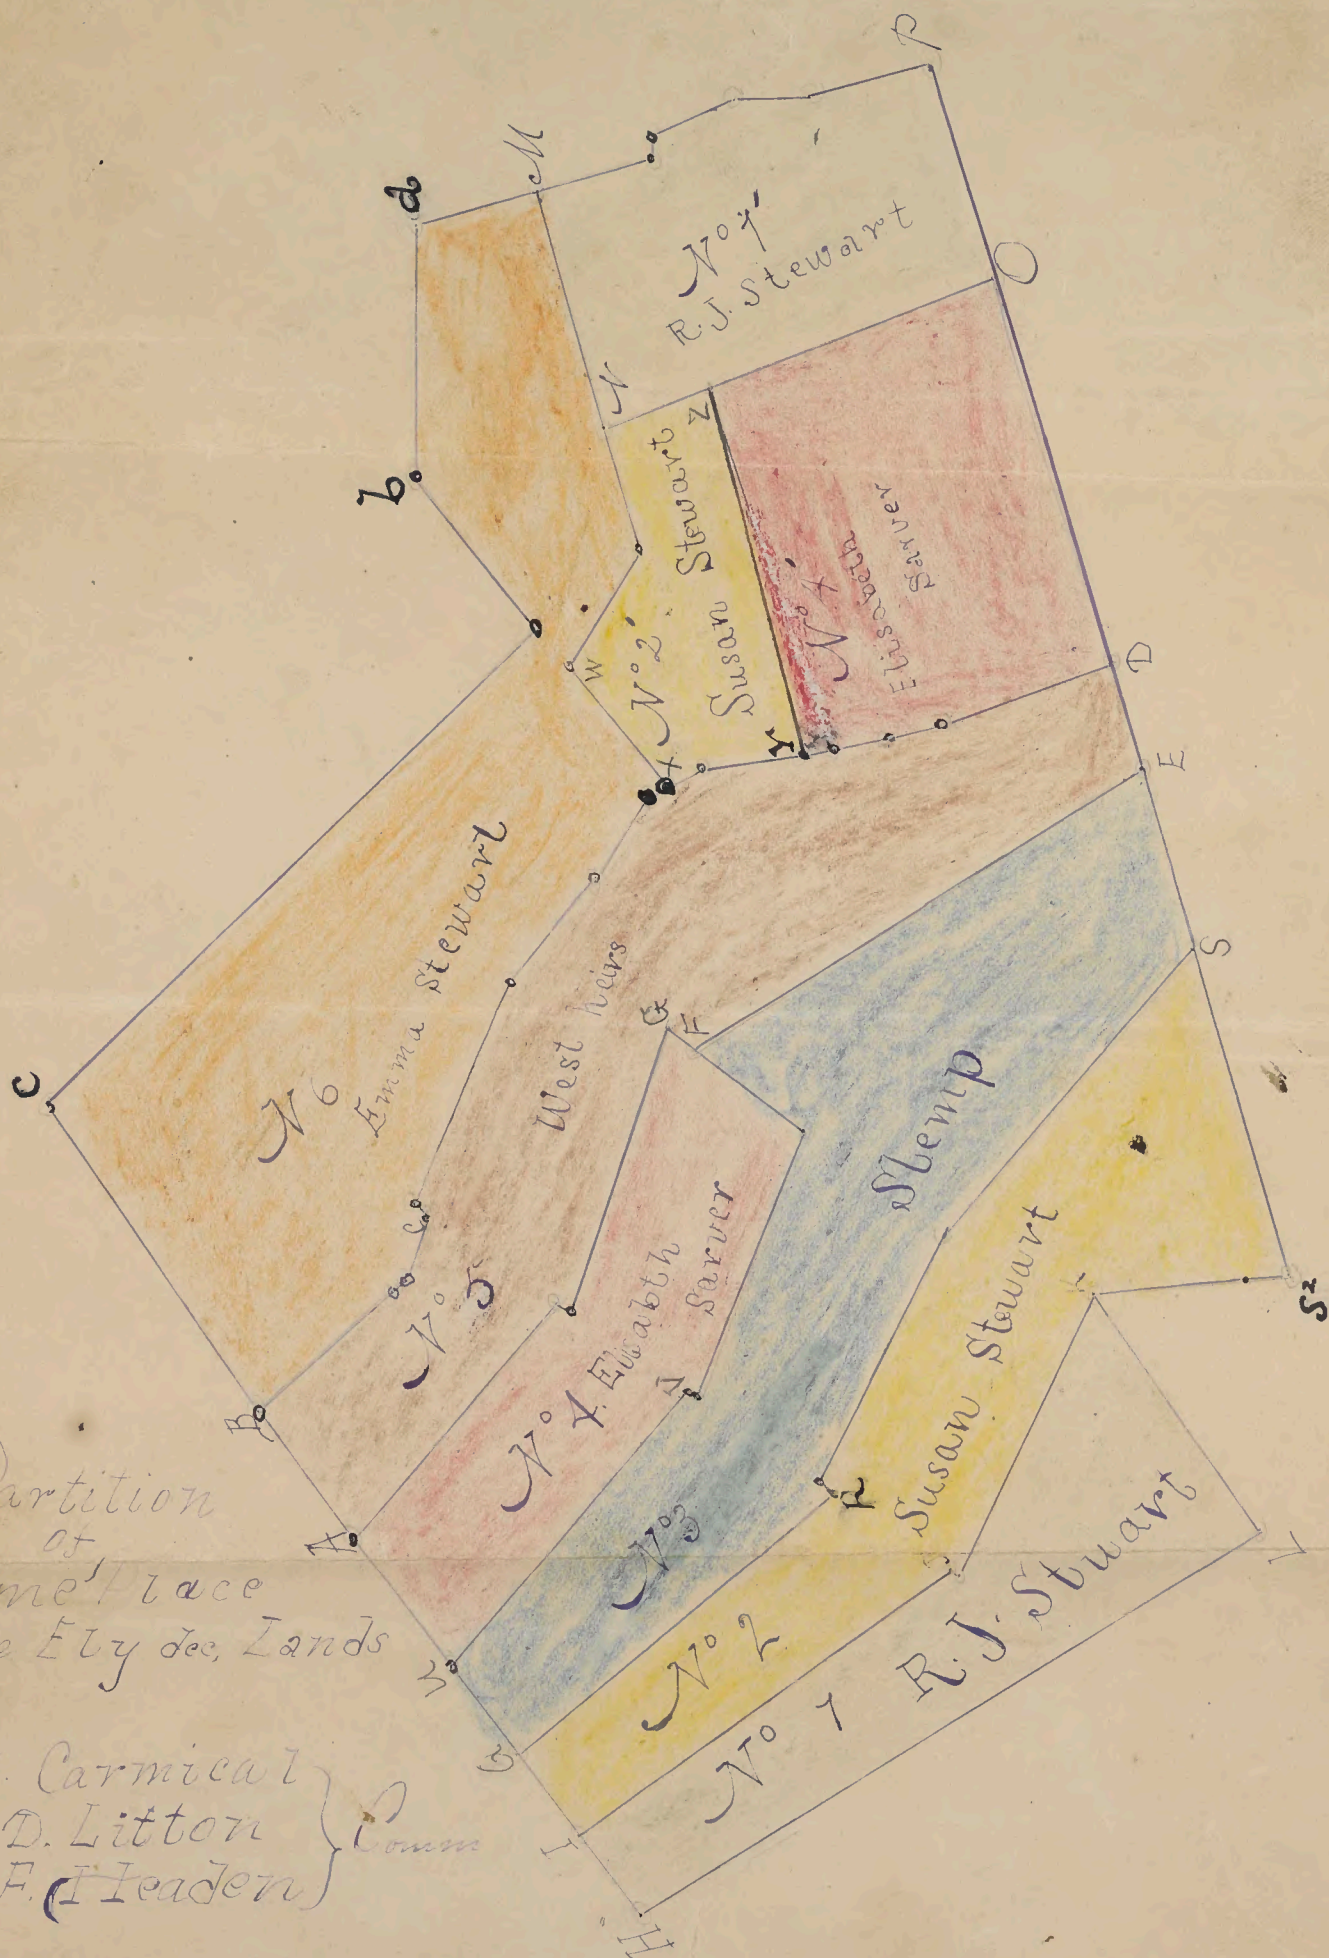 C
d
b
M
P
O
N
Z
W
X
Y
D
E
S
S²
L
H
I
G
A
B
G
F
J
R
N 6
Emma Stewart
Nº 1'
R. J. Stewart
Nº 2'
Susan Stewart
Nº 4'
Elisabeth
Sarver
Nº 5
West heirs
Nº 4. Elisabth
Sarver
Nº 3
Slemp
Nº 2
Susan Stewart
Nº 1 R. J. Stuart
artition
of
me Place
e Ely dec, Lands
Carmical
D. Litton
F. Headen
Comm